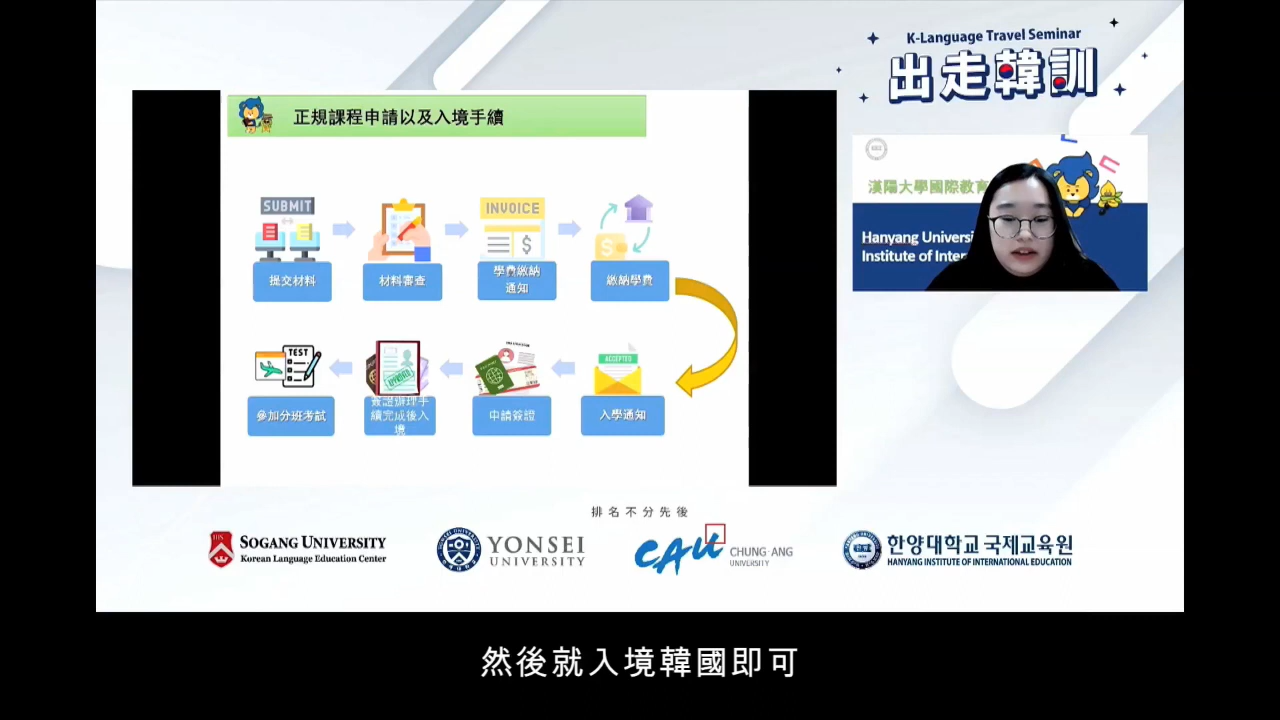 K-Language Travel Seminar
出走韓訓
正規課程申請以及入境手續
SUBMIT
INVOICE
提交材料
材料審查
學費繳納
通知
繳納學費
TEST
ACCEPTED
參加分班考試
簽證辦理手
續完成後入
境
申請簽證
入學通知
漢陽大學國際教育
Hanyang Universi
Institute of Inter
排名不分先後
SOGANG UNIVERSITY
Korean Language Education Center
YONSEI
UNIVERSITY
CAU
CHUNG-ANG
UNIVERSITY
한양대학교 국제교육원
HANYANG INSTITUTE OF INTERNATIONAL EDUCATION
然後就入境韓國即可